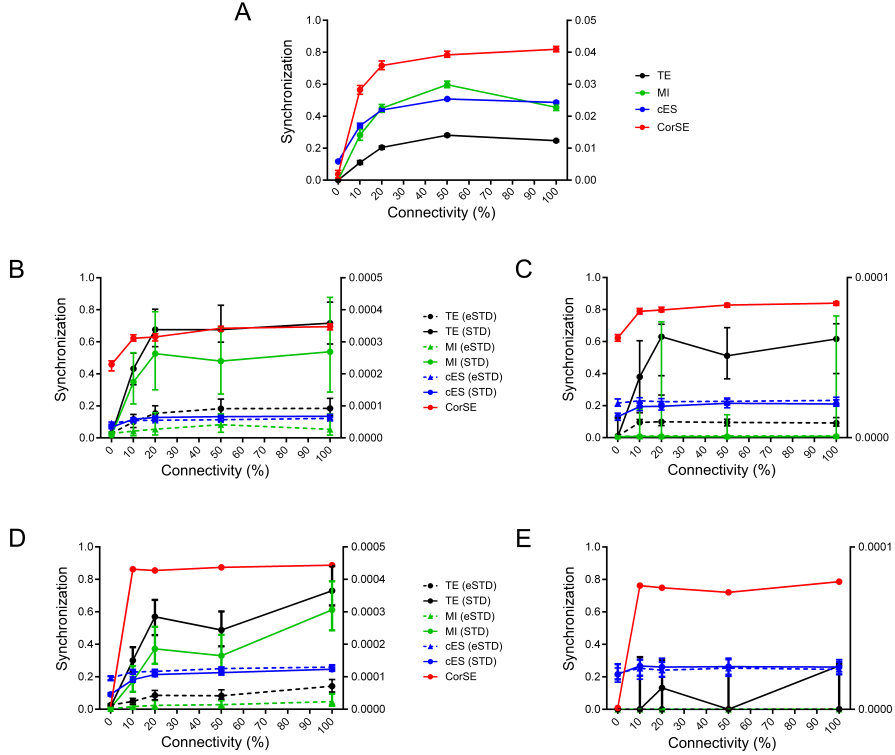 A
1.0 0.05
0.8 0.04
0.6 0.03
0.4 0.02
0.2 0.01
0.0 0.00
Synchronization
0 10 20 30 40 50 60 70 80 90 100
Connectivity (%)
TE
MI
cES
CorSE
B
1.0 0.0005
0.8 0.0004
0.6 0.0003
0.4 0.0002
0.2 0.0001
0.0 0.0000
Synchronization
0 10 20 30 40 50 60 70 80 90 100
Connectivity (%)
TE (eSTD)
TE (STD)
MI (eSTD)
MI (STD)
cES (eSTD)
cES (STD)
CorSE
C
1.0 0.0001
0.8
0.6
0.4
0.2
0.0 0.0000
Synchronization
0 10 20 30 40 50 60 70 80 90 100
Connectivity (%)
D
1.0 0.0005
0.8 0.0004
0.6 0.0003
0.4 0.0002
0.2 0.0001
0.0 0.0000
Synchronization
0 10 20 30 40 50 60 70 80 90 100
Connectivity (%)
TE (eSTD)
TE (STD)
MI (eSTD)
MI (STD)
cES (eSTD)
cES (STD)
CorSE
E
1.0 0.0001
0.8
0.6
0.4
0.2
0.0 0.0000
Synchronization
0 10 20 30 40 50 60 70 80 90 100
Connectivity (%)